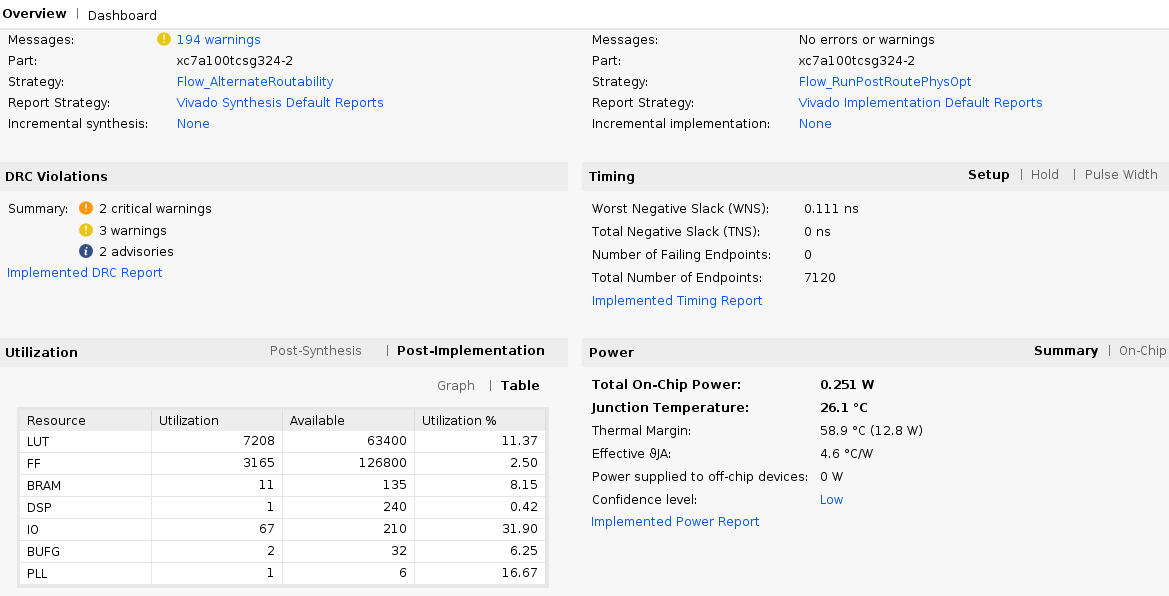 Overview | Dashboard
Messages: 194 warnings
Part: xc7a100tcsg324-2
Strategy: Flow_AlternateRoutability
Report Strategy: Vivado Synthesis Default Reports
Incremental synthesis: None
Messages: No errors or warnings
Part: xc7a100tcsg324-2
Strategy: Flow_RunPostRoutePhysOpt
Report Strategy: Vivado Implementation Default Reports
Incremental implementation: None
DRC Violations
Summary: 2 critical warnings
3 warnings
2 advisories
Implemented DRC Report
Timing Setup | Hold | Pulse Width
Worst Negative Slack (WNS): 0.111 ns
Total Negative Slack (TNS): 0 ns
Number of Failing Endpoints: 0
Total Number of Endpoints: 7120
Implemented Timing Report
Utilization Post-Synthesis | Post-Implementation
Graph | Table
Resource Utilization Available Utilization %
LUT 7208 63400 11.37
FF 3165 126800 2.50
BRAM 11 135 8.15
DSP 1 240 0.42
IO 67 210 31.90
BUFG 2 32 6.25
PLL 1 6 16.67
Power Summary | On-Chip
Total On-Chip Power: 0.251 W
Junction Temperature: 26.1 °C
Thermal Margin: 58.9 °C (12.8 W)
Effective ϑJA: 4.6 °C/W
Power supplied to off-chip devices: 0 W
Confidence level: Low
Implemented Power Report